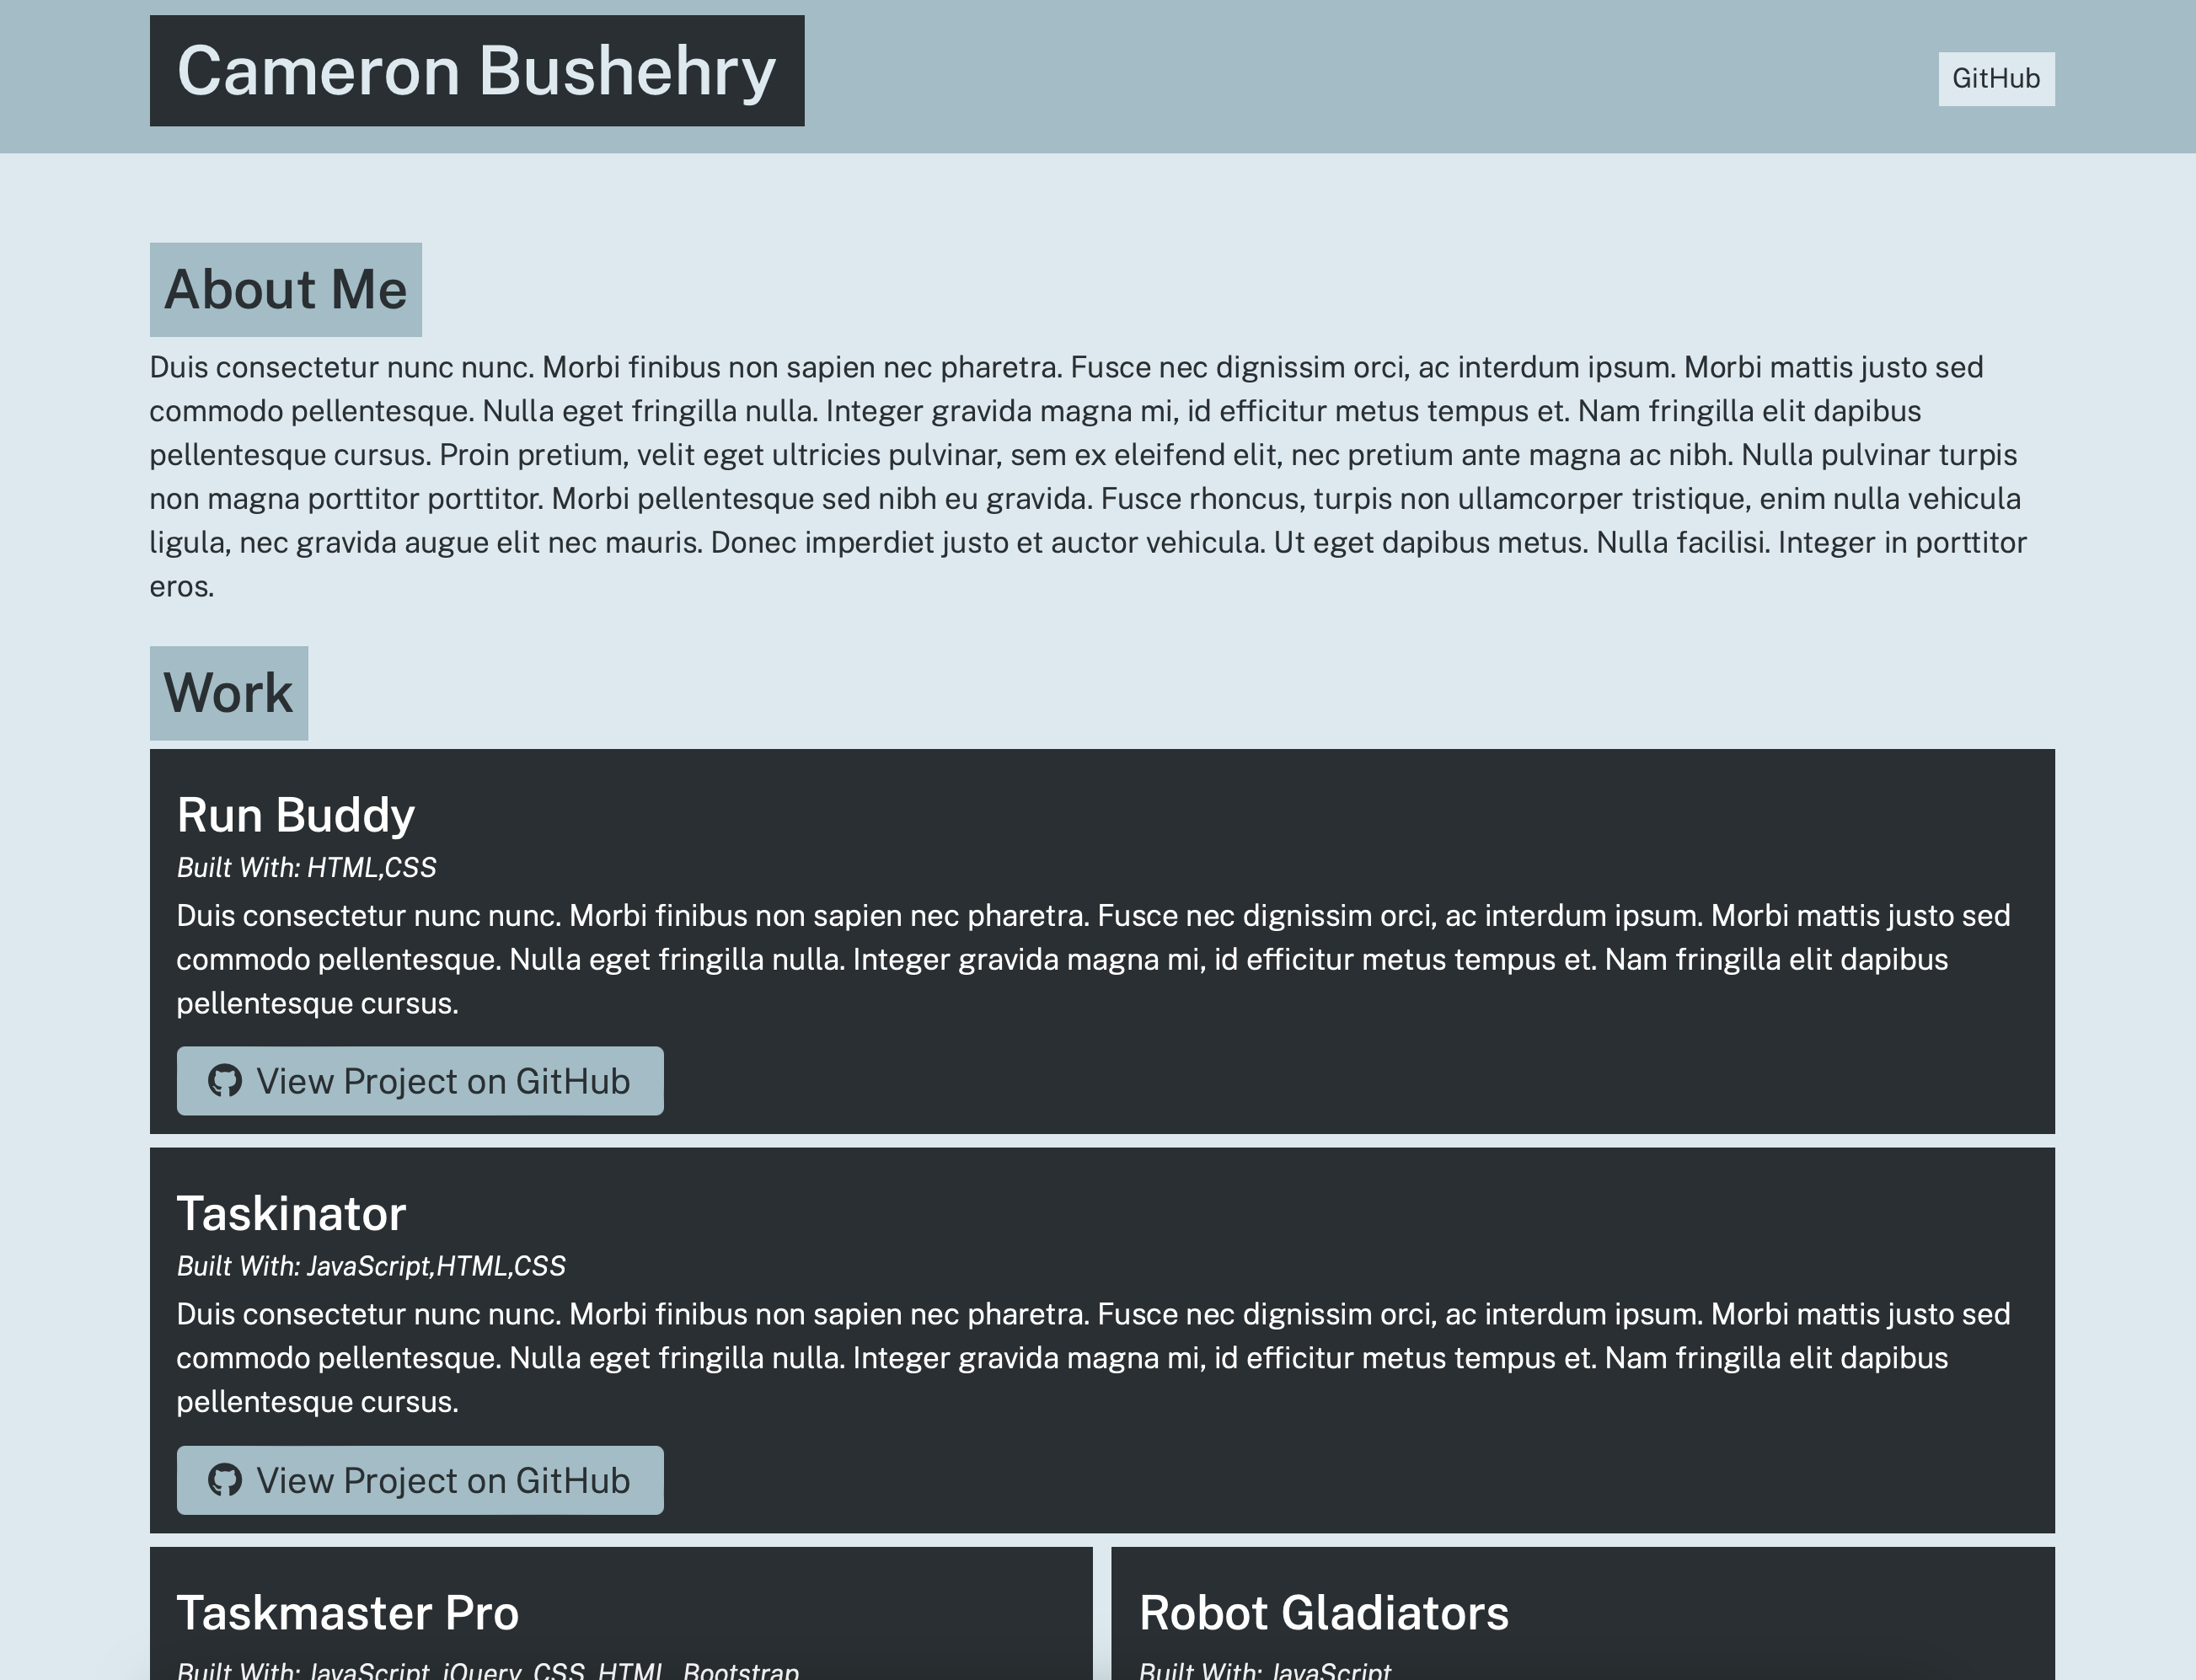 Cameron Bushehry
GitHub
About Me
Duis consectetur nunc nunc. Morbi finibus non sapien nec pharetra. Fusce nec dignissim orci, ac interdum ipsum. Morbi mattis justo sed
commodo pellentesque. Nulla eget fringilla nulla. Integer gravida magna mi, id efficitur metus tempus et. Nam fringilla elit dapibus
pellentesque cursus. Proin pretium, velit eget ultricies pulvinar, sem ex eleifend elit, nec pretium ante magna ac nibh. Nulla pulvinar turpis
non magna porttitor porttitor. Morbi pellentesque sed nibh eu gravida. Fusce rhoncus, turpis non ullamcorper tristique, enim nulla vehicula
ligula, nec gravida augue elit nec mauris. Donec imperdiet justo et auctor vehicula. Ut eget dapibus metus. Nulla facilisi. Integer in porttitor
eros.
Work
Run Buddy
Built With: HTML,CSS
Duis consectetur nunc nunc. Morbi finibus non sapien nec pharetra. Fusce nec dignissim orci, ac interdum ipsum. Morbi mattis justo sed
commodo pellentesque. Nulla eget fringilla nulla. Integer gravida magna mi, id efficitur metus tempus et. Nam fringilla elit dapibus
pellentesque cursus.
View Project on GitHub
Taskinator
Built With: JavaScript,HTML,CSS
Duis consectetur nunc nunc. Morbi finibus non sapien nec pharetra. Fusce nec dignissim orci, ac interdum ipsum. Morbi mattis justo sed
commodo pellentesque. Nulla eget fringilla nulla. Integer gravida magna mi, id efficitur metus tempus et. Nam fringilla elit dapibus
pellentesque cursus.
View Project on GitHub
Taskmaster Pro
Built With: JavaScript, jQuery, CSS, HTML, Bootstrap
Robot Gladiators
Built With: JavaScript